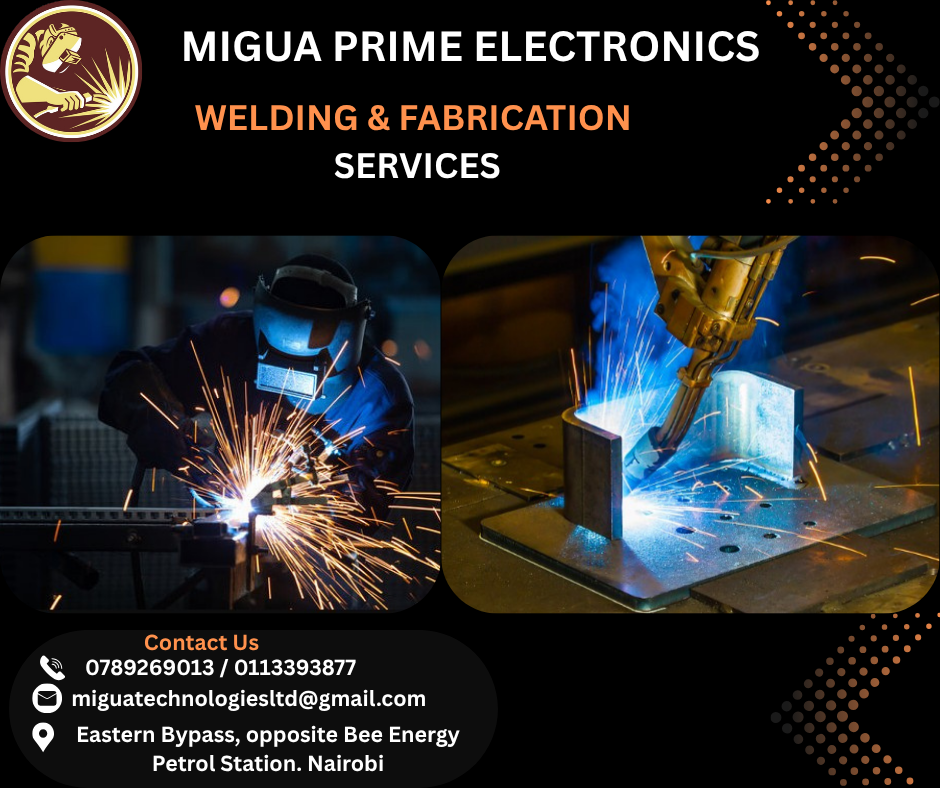 MIGUA PRIME ELECTRONICS
WELDING & FABRICATION
SERVICES
Contact Us
0789269013 / 0113393877
miguatechnologiesltd@gmail.com
Eastern Bypass, opposite Bee Energy
Petrol Station. Nairobi